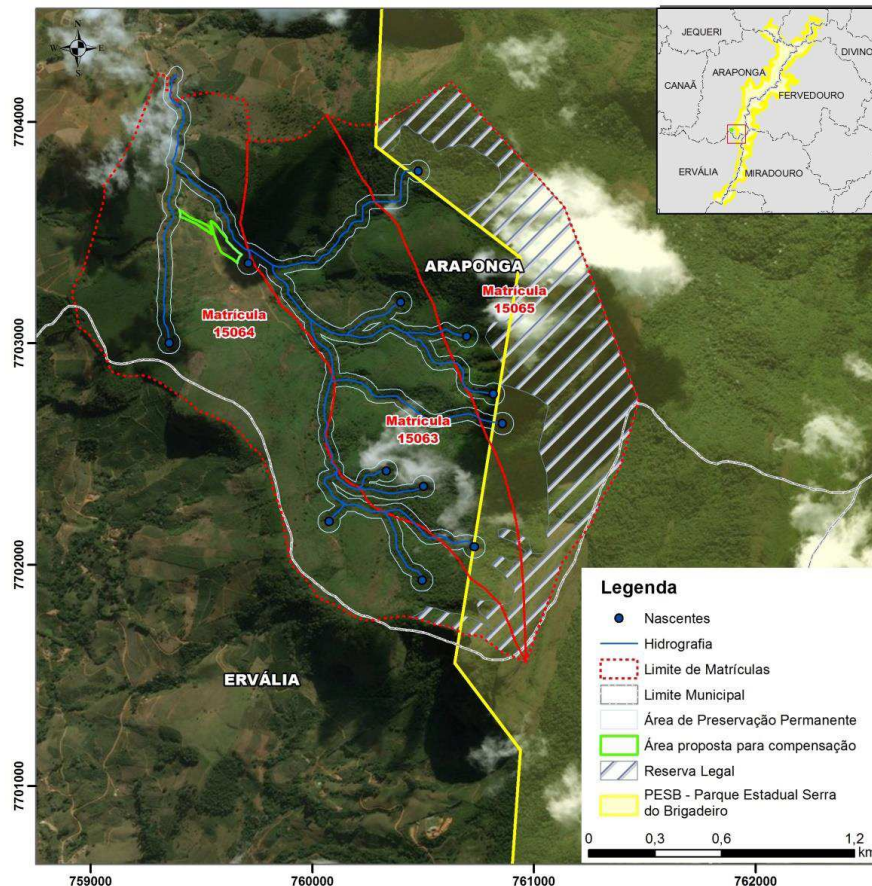 N
W
E
S
JEQUERI
DIVINO
ARAPONGA
CANAÃ
FERVEDOURO
ERVÁLIA
MIRADOURO
7704000
7703000
7702000
7701000
ARAPONGA
Matrícula
15065
Matrícula
15064
Matrícula
15063
ERVÁLIA
Legenda
Nascentes
Hidrografia
Limite de Matrículas
Limite Municipal
Área de Preservação Permanente
Área proposta para compensação
Reserva Legal
PESB - Parque Estadual Serra
do Brigadeiro
0 0,3 0,6 1,2
km
759000 760000 761000 762000